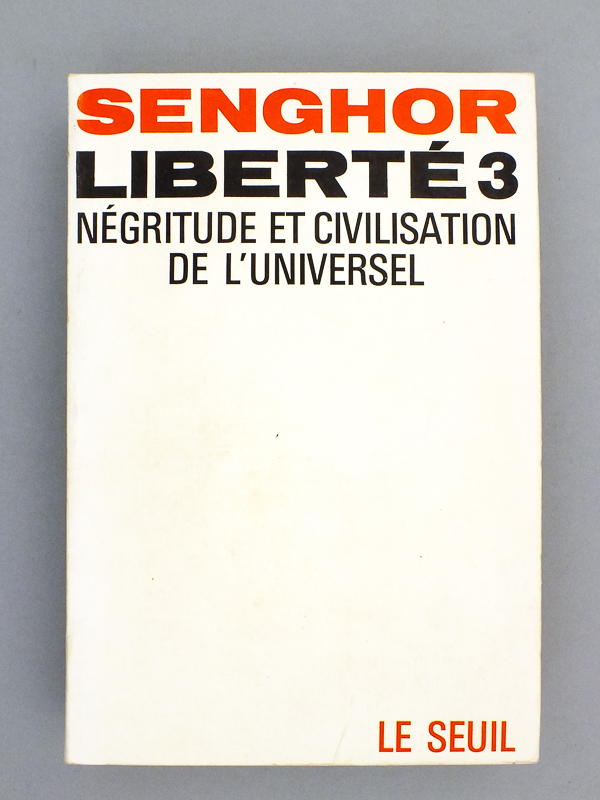 SENGHOR
LIBERTÉ 3
NÉGRITUDE ET CIVILISATION
DE L'UNIVERSEL
LE SEUIL